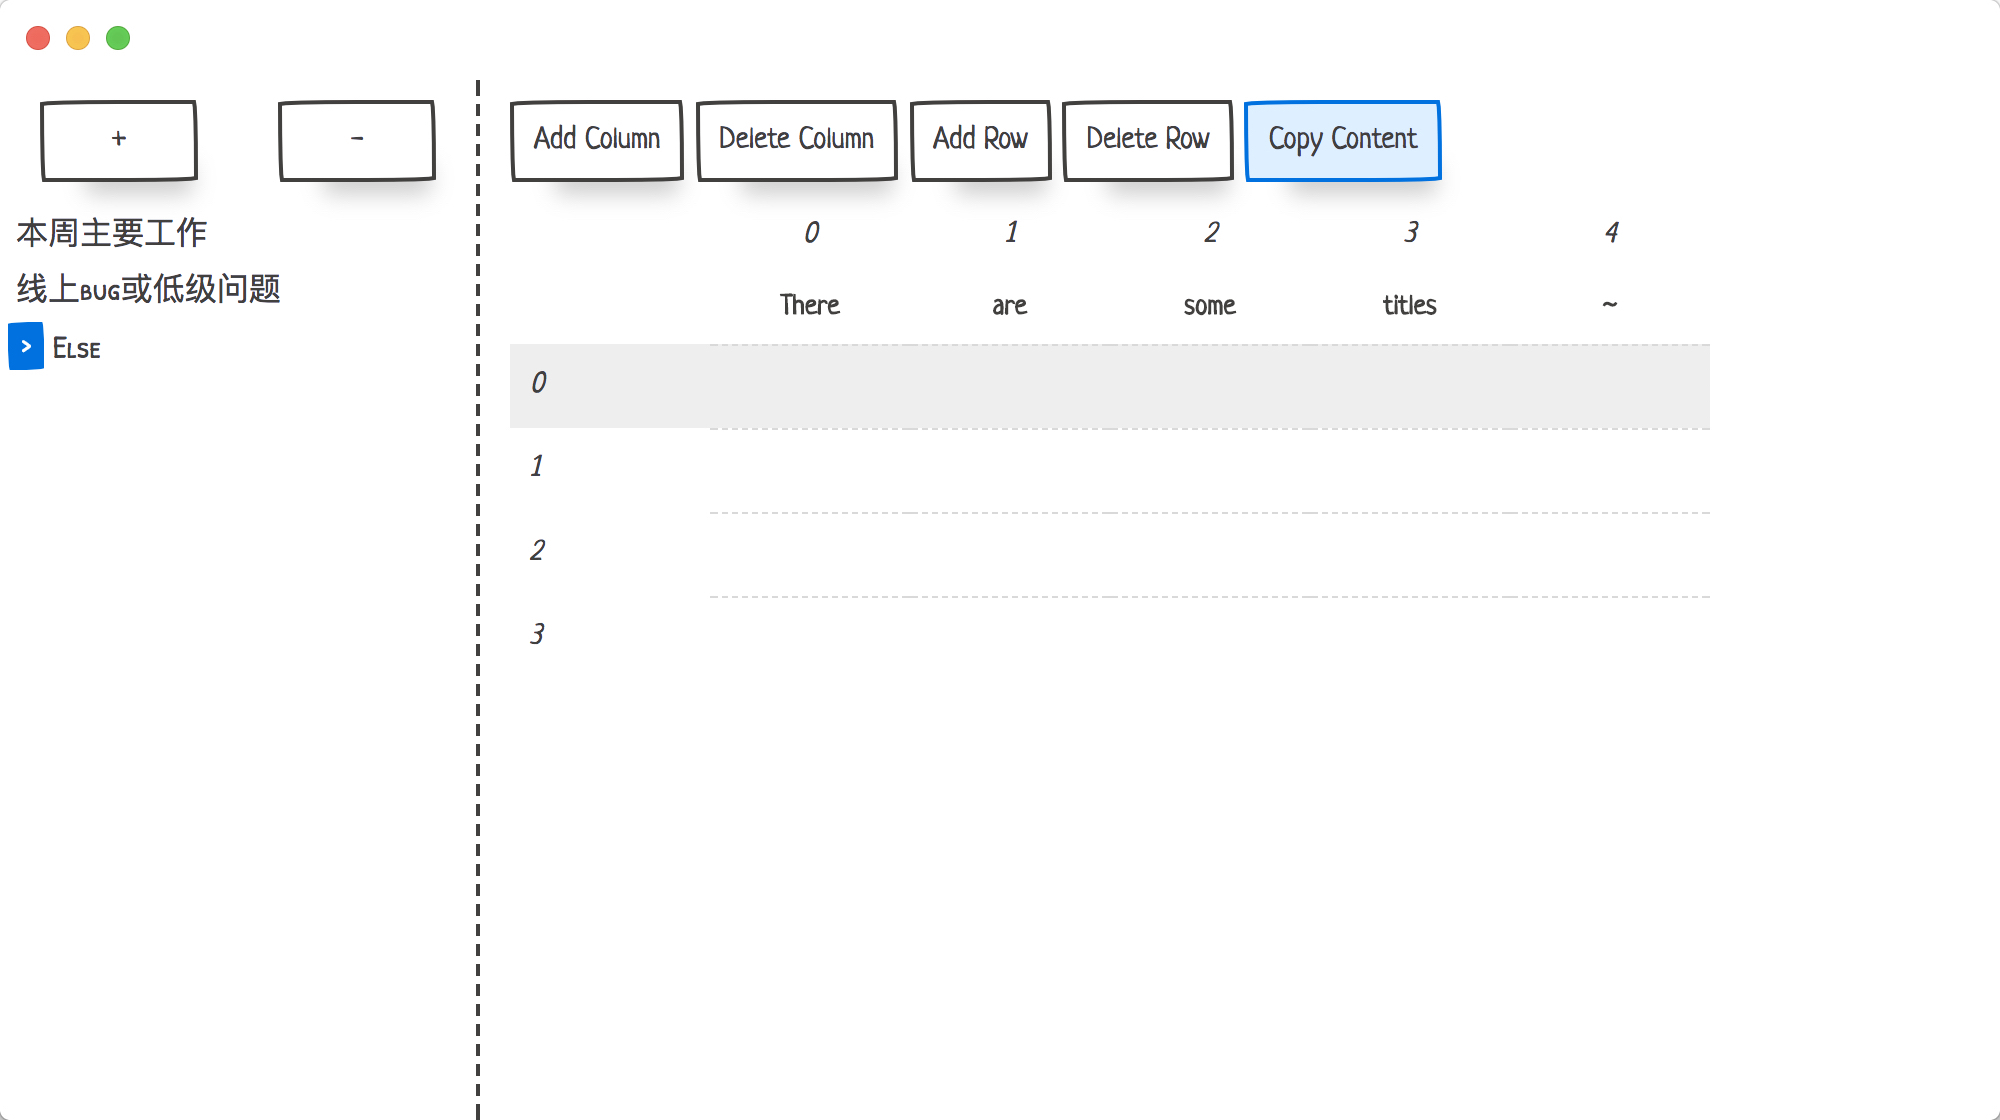 + -
Add Column Delete Column Add Row Delete Row Copy Content
本周主要工作
线上BUG或低级问题
> ELSE
0 1 2 3 4
There are some titles ~
0
1
2
3